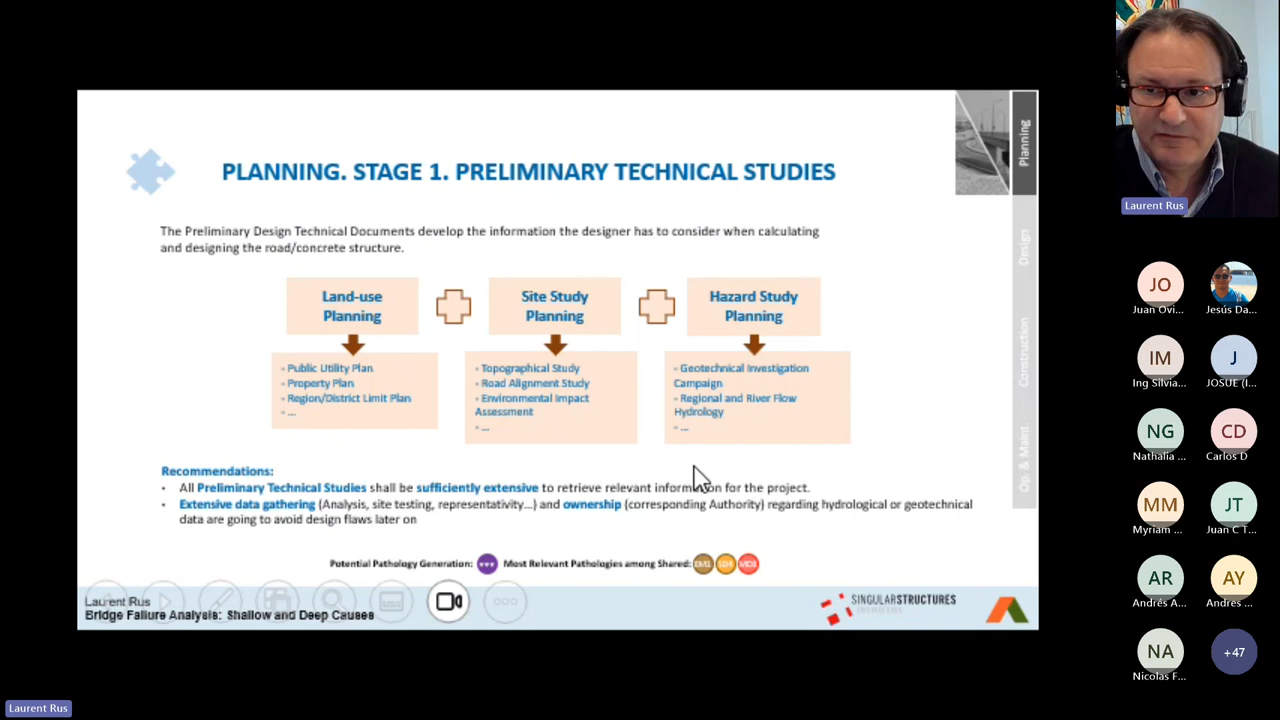 PLANNING. STAGE 1. PRELIMINARY TECHNICAL STUDIES
The Preliminary Design Technical Documents develop the information the designer has to consider when calculating
and designing the road/concrete structure.
Land-use
Planning
Site Study
Planning
Hazard Study
Planning
- Public Utility Plan
- Property Plan
- Region/District Limit Plan
- ...
- Topographical Study
- Road Alignment Study
- Environmental Impact
Assessment
- ...
- Geotechnical Investigation
Campaign
- Regional and River Flow
Hydrology
- ...
Recommendations:
• All Preliminary Technical Studies shall be sufficiently extensive to retrieve relevant information for the project.
• Extensive data gathering (Analysis, site testing, representativity...) and ownership (corresponding Authority) regarding hydrological or geotechnical
data are going to avoid design flaws later on
Potential Pathology Generation: Most Relevant Pathologies among Shared:
Laurent Rus
Bridge Failure Analysis: Shallow and Deep Causes
SINGULARSTRUCTURES
ENGINEERING
Planning
Design
Construction
Op. & Maint.
Laurent Rus
JO
Juan Ovi...
Jesús Da...
IM
Ing Silvia...
J
JOSUE (I...
NG
Nathalia ...
CD
Carlos D
MM
Myriam ...
JT
Juan C T...
AR
Andrés A...
AY
Andres ...
NA
Nicolas F...
+47
Laurent Rus